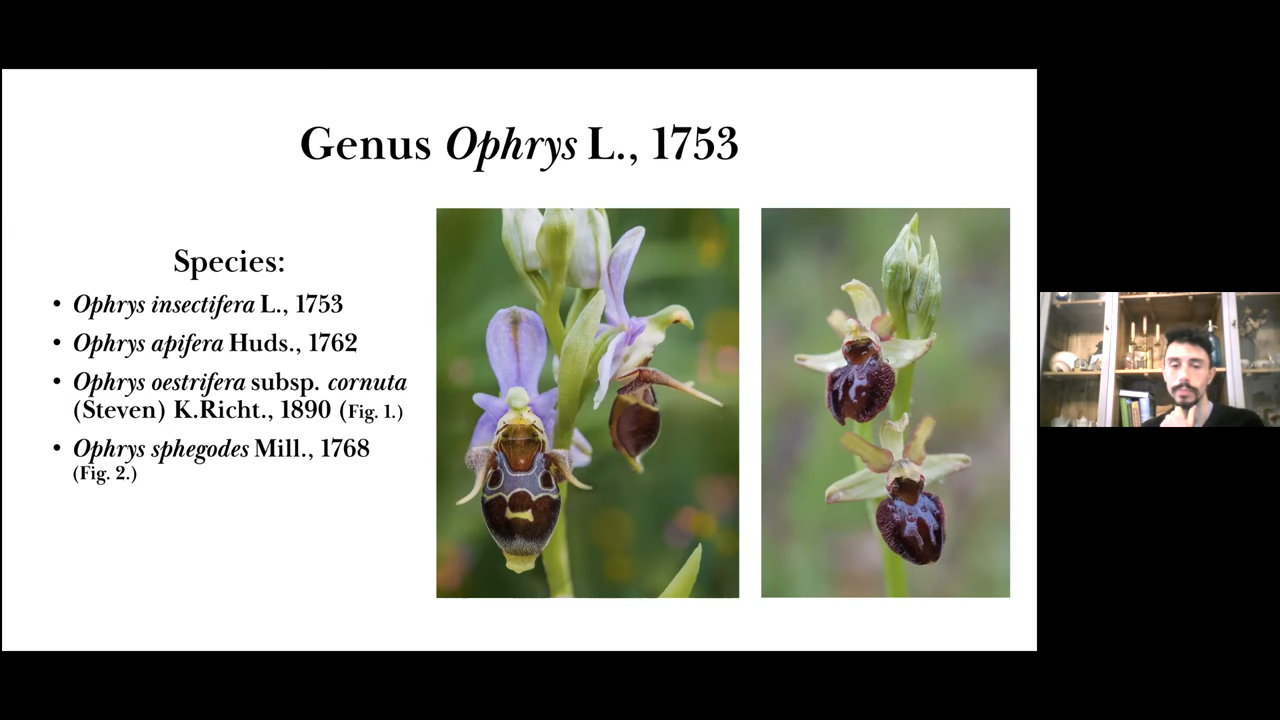 Genus Ophrys L., 1753
Species:
• Ophrys insectifera L., 1753
• Ophrys apifera Huds., 1762
• Ophrys oestrifera subsp. cornuta
(Steven) K.Richt., 1890 (Fig. 1.)
• Ophrys sphegodes Mill., 1768
(Fig. 2.)